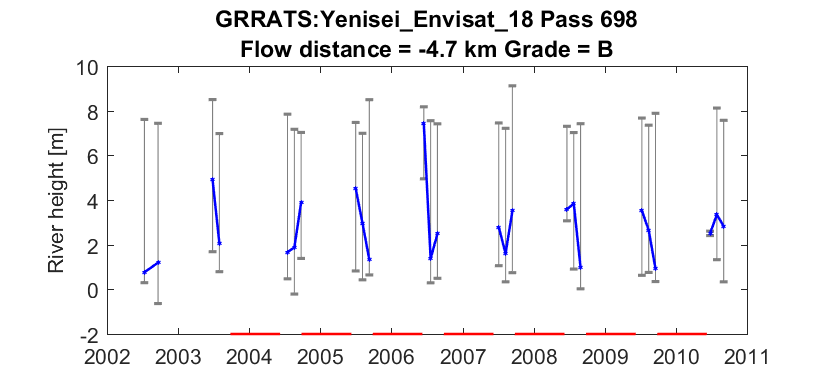 GRRATS:Yenisei_Envisat_18 Pass 698
Flow distance = -4.7 km Grade = B
River height [m]
10
8
6
4
2
0
-2
2002 2003 2004 2005 2006 2007 2008 2009 2010 2011